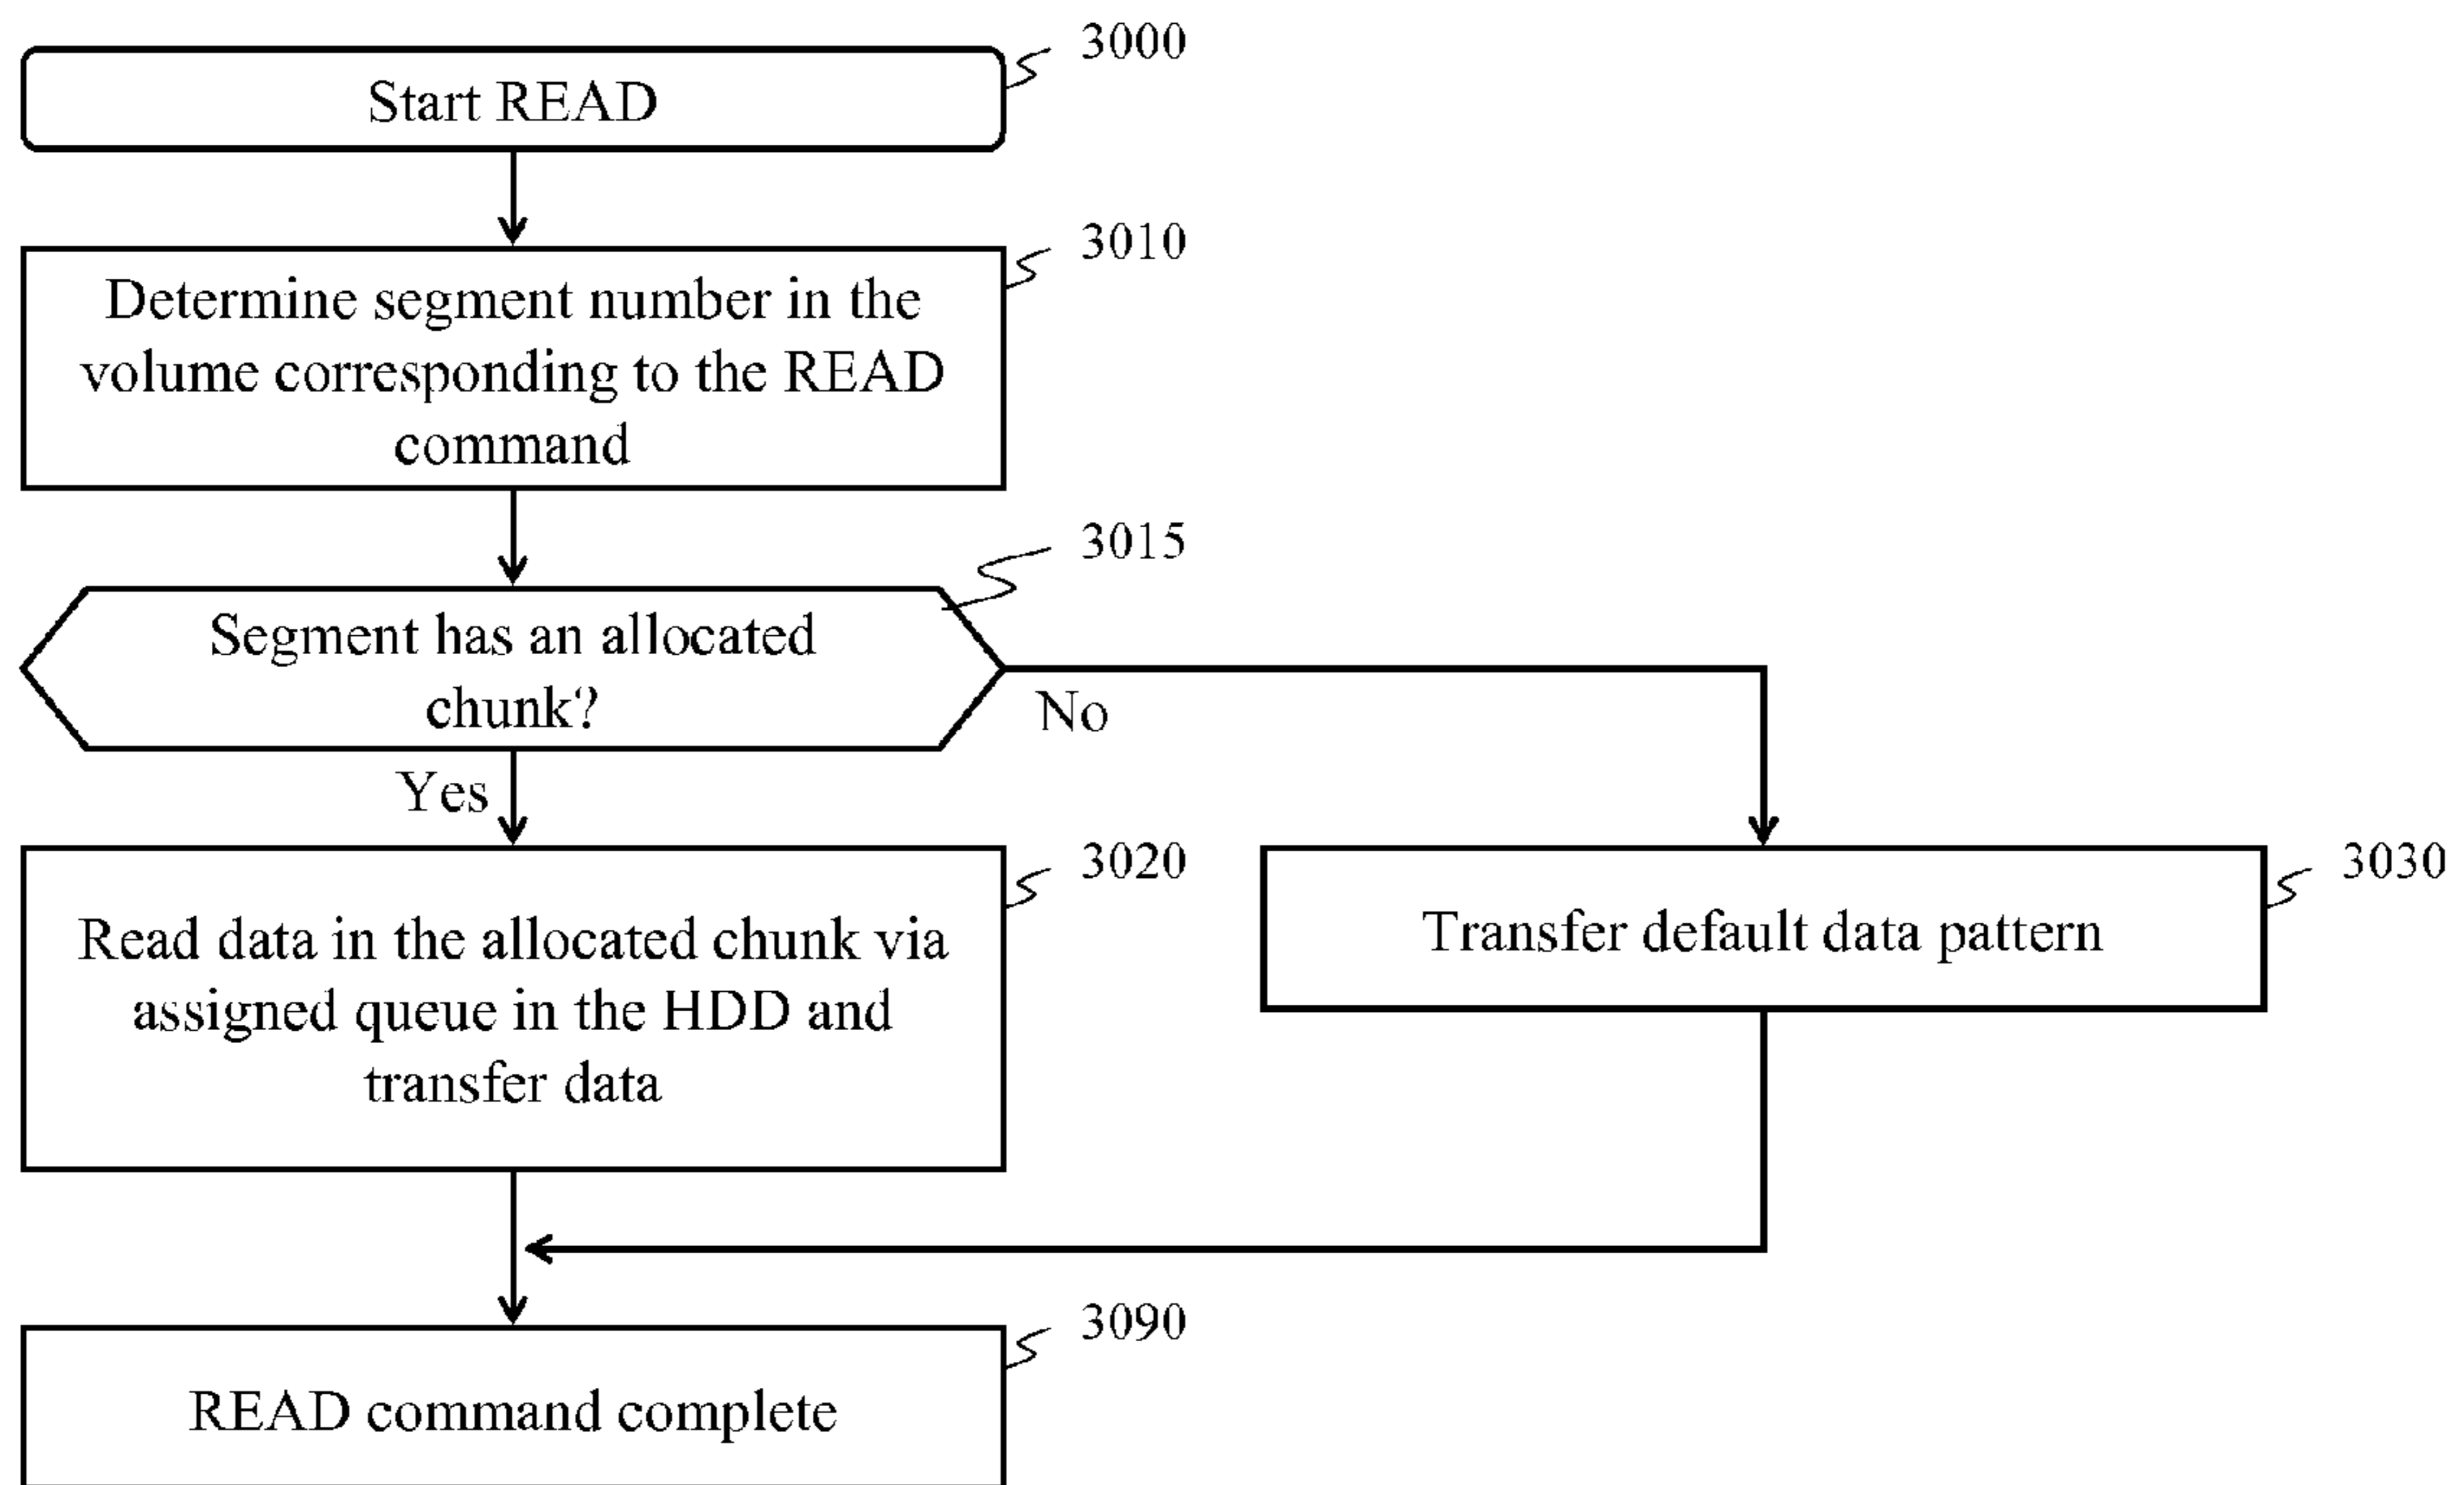 3000
Start READ
3010
Determine segment number in the
volume corresponding to the READ
command
3015
Segment has an allocated
chunk?
No
Yes
3020
Read data in the allocated chunk via
assigned queue in the HDD and
transfer data
3030
Transfer default data pattern
3090
READ command complete